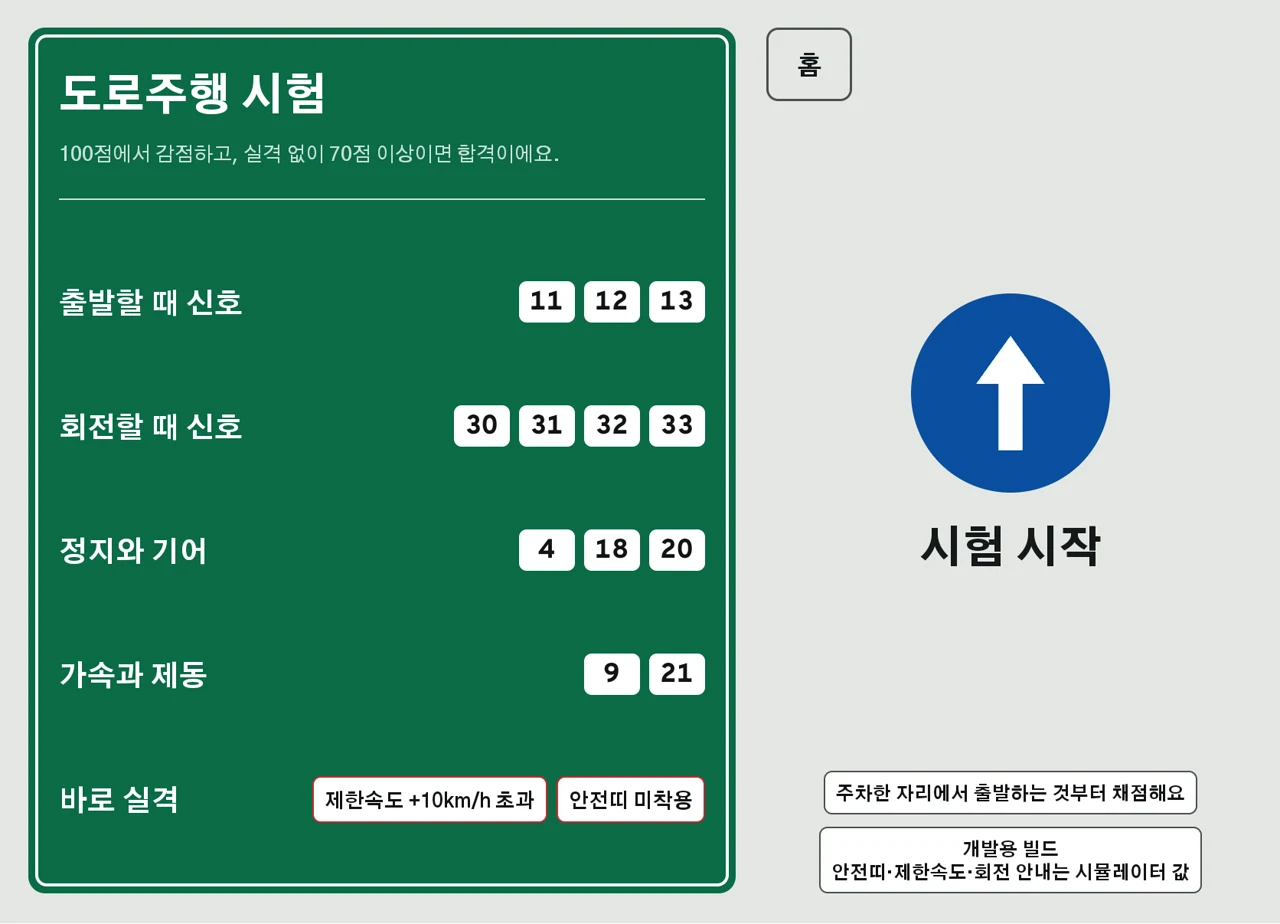 도로주행 시험
100점에서 감점하고, 실격 없이 70점 이상이면 합격이에요.
출발할 때 신호 11 12 13
회전할 때 신호 30 31 32 33
정지와 기어 4 18 20
가속과 제동 9 21
바로 실격 제한속도 +10km/h 초과 안전띠 미착용
홈
시험 시작
주차한 자리에서 출발하는 것부터 채점해요
개발용 빌드
안전띠·제한속도·회전 안내는 시뮬레이터 값